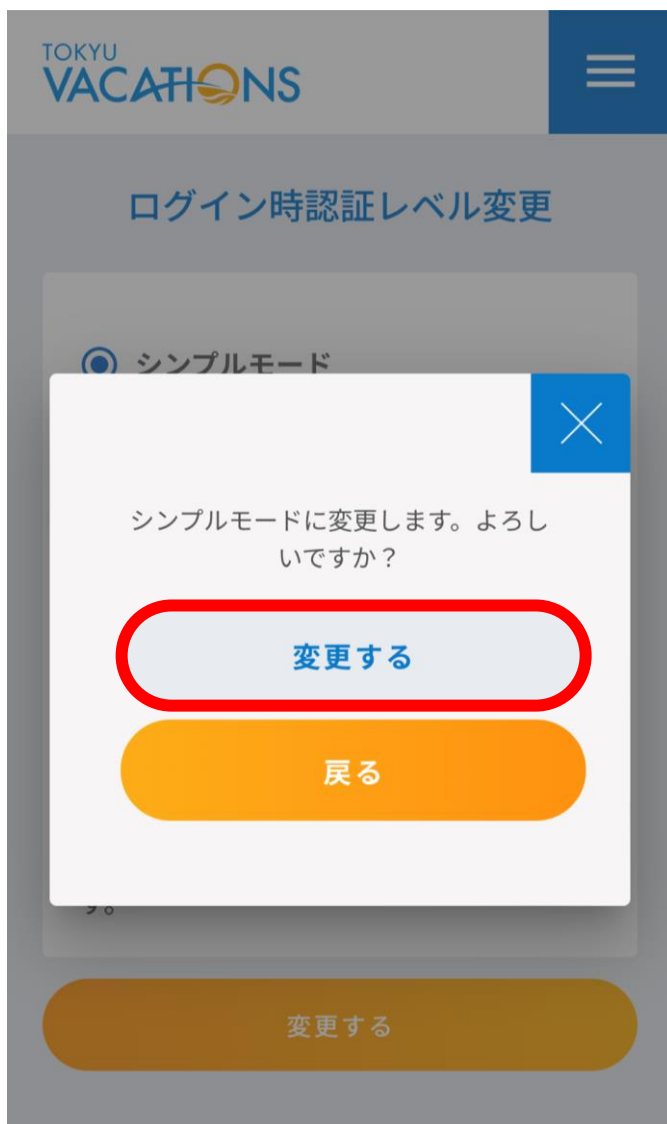 TOKYU
VACATIONS
ログイン時認証レベル変更
シンプルモード
シンプルモードに変更します。よろし
いですか？
変更する
戻る
す。
変更する